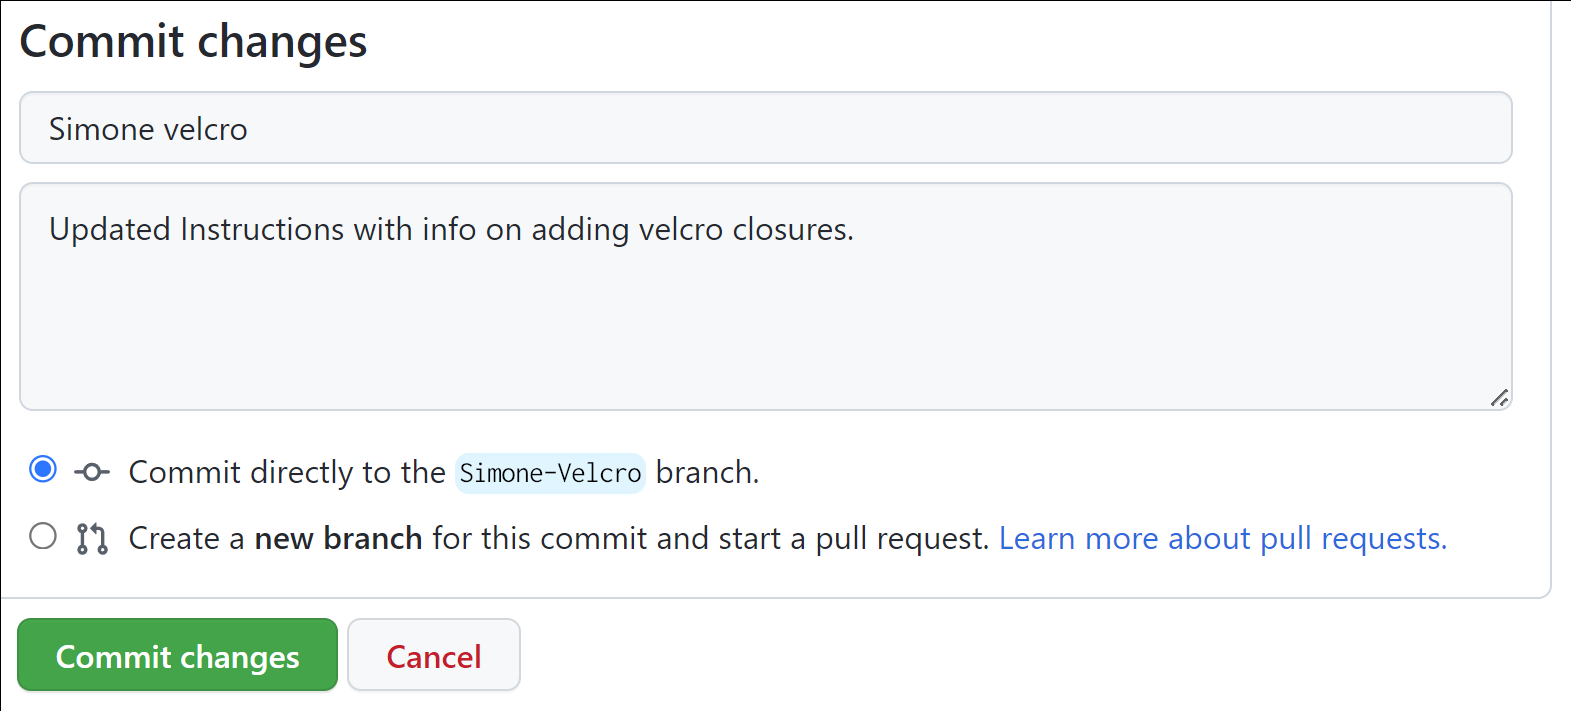 Commit changes
Simone velcro
Updated Instructions with info on adding velcro closures.
Commit directly to the Simone-Velcro branch.
Create a new branch for this commit and start a pull request. Learn more about pull requests.
Commit changes
Cancel